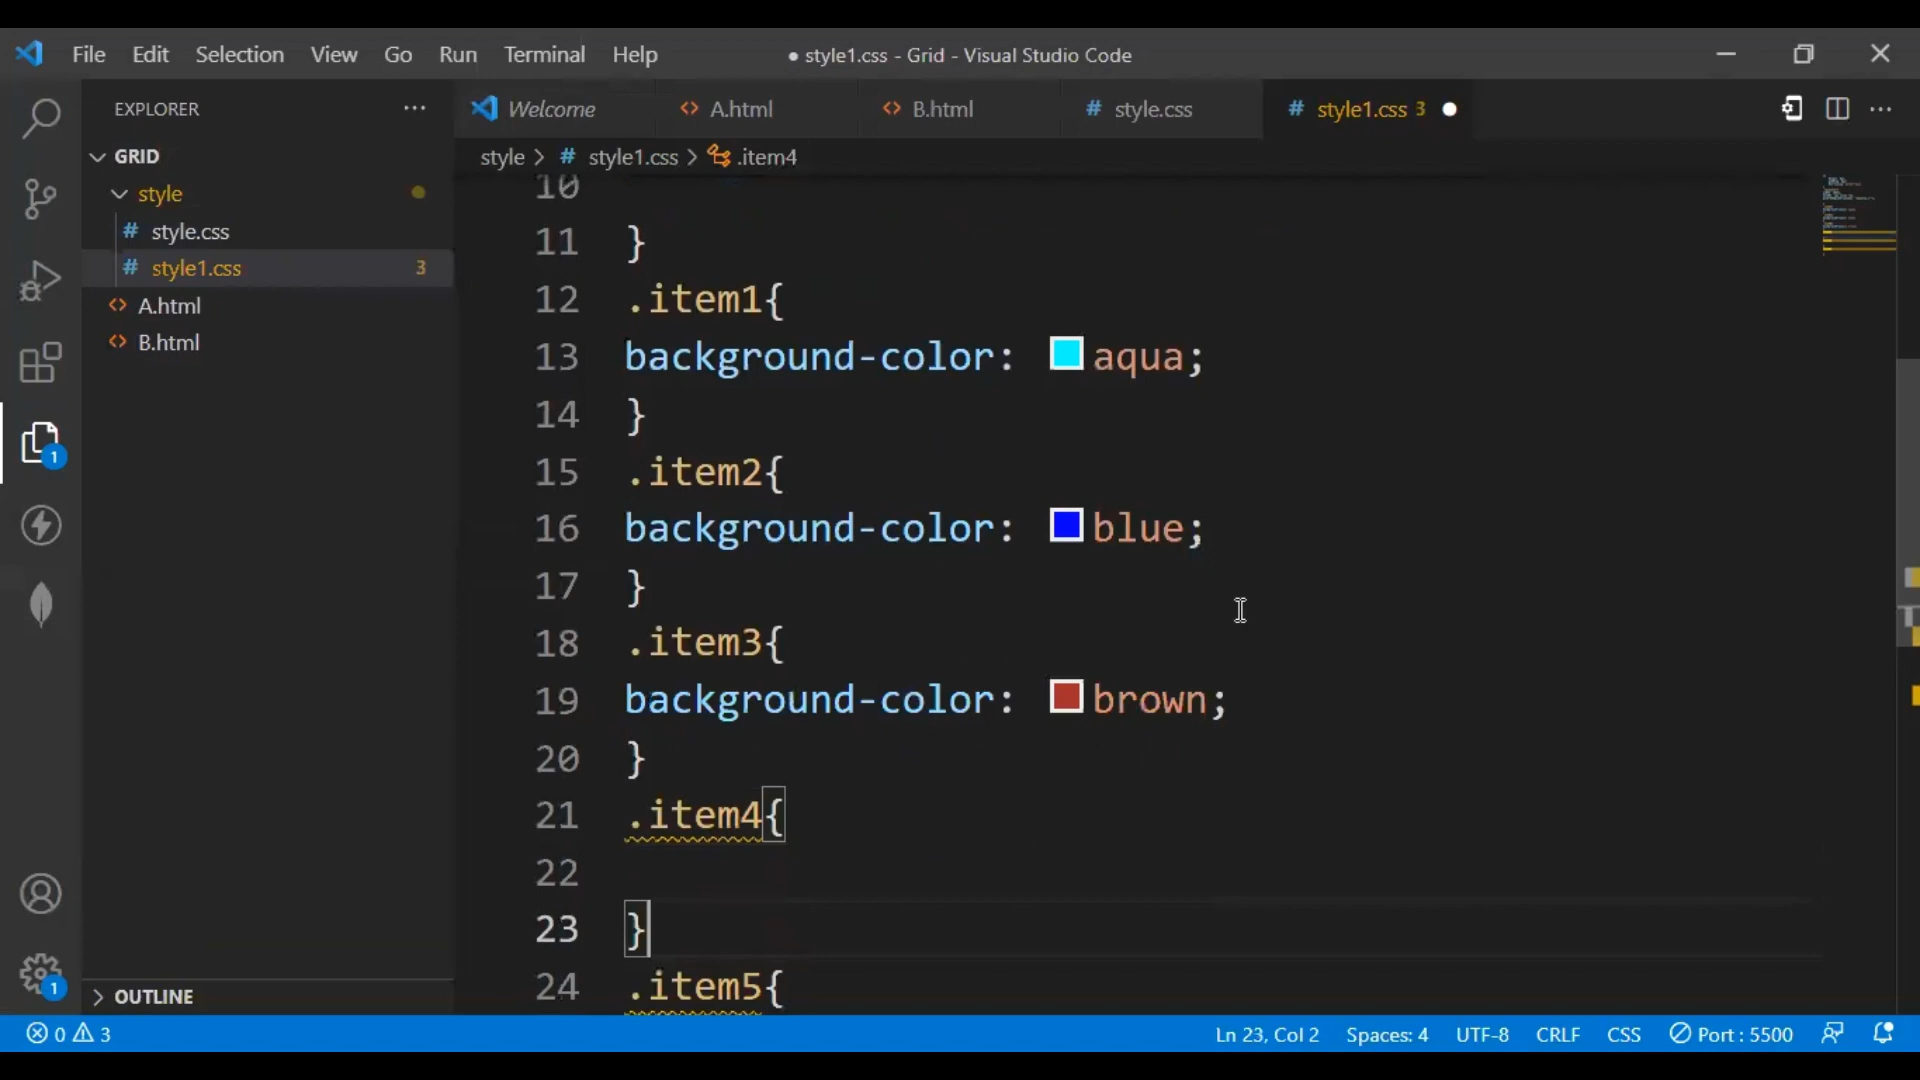 File Edit Selection View Go Run Terminal Help ● style1.css - Grid - Visual Studio Code
EXPLORER ···
Welcome A.html B.html # style.css # style1.css 3 ●
style > # style1.css > .item4
GRID
style
# style.css
# style1.css 3
A.html
B.html
10
11 }
12 .item1{
13 background-color: aqua;
14 }
15 .item2{
16 background-color: blue;
17 }
18 .item3{
19 background-color: brown;
20 }
21 .item4{
22
23 }
24 .item5{
1
1
OUTLINE
0 3 Ln 23, Col 2 Spaces: 4 UTF-8 CRLF CSS Port : 5500